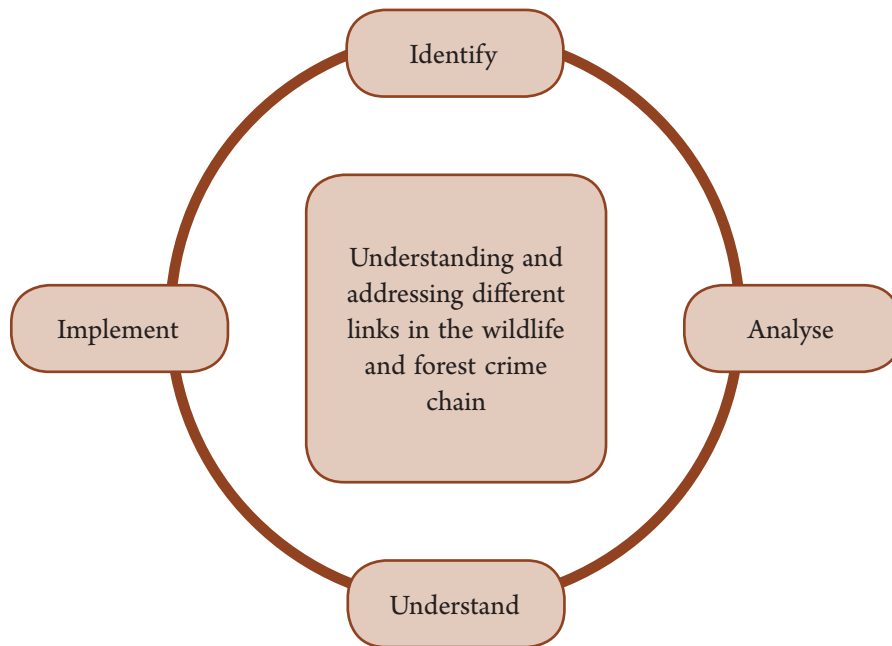 Identify
Understanding and
addressing different
links in the wildlife
and forest crime
chain
Implement
Analyse
Understand